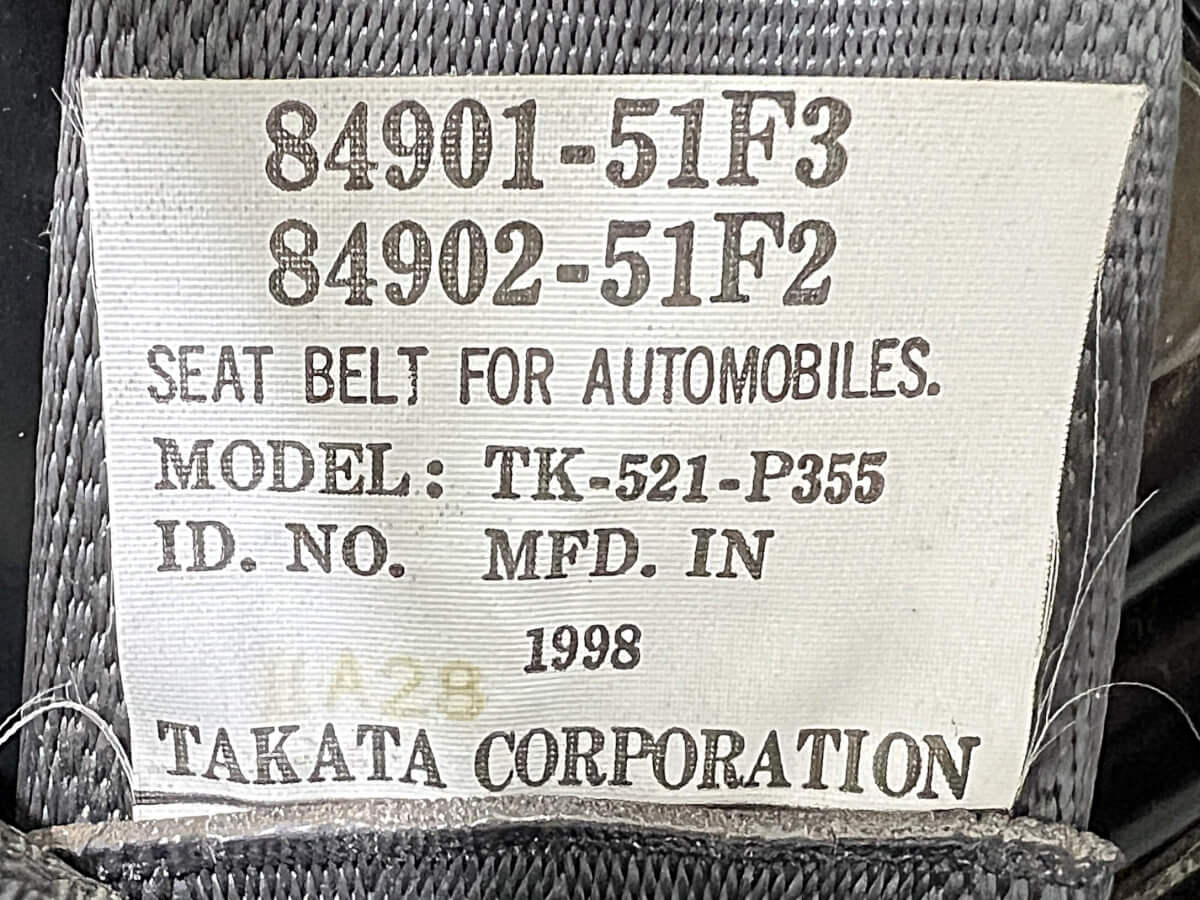 84901-51F3
84902-51F2
SEAT BELT FOR AUTOMOBILES.
MODEL: TK-521-P355
ID. NO. MFD. IN
1998
A2B
TAKATA CORPORATION